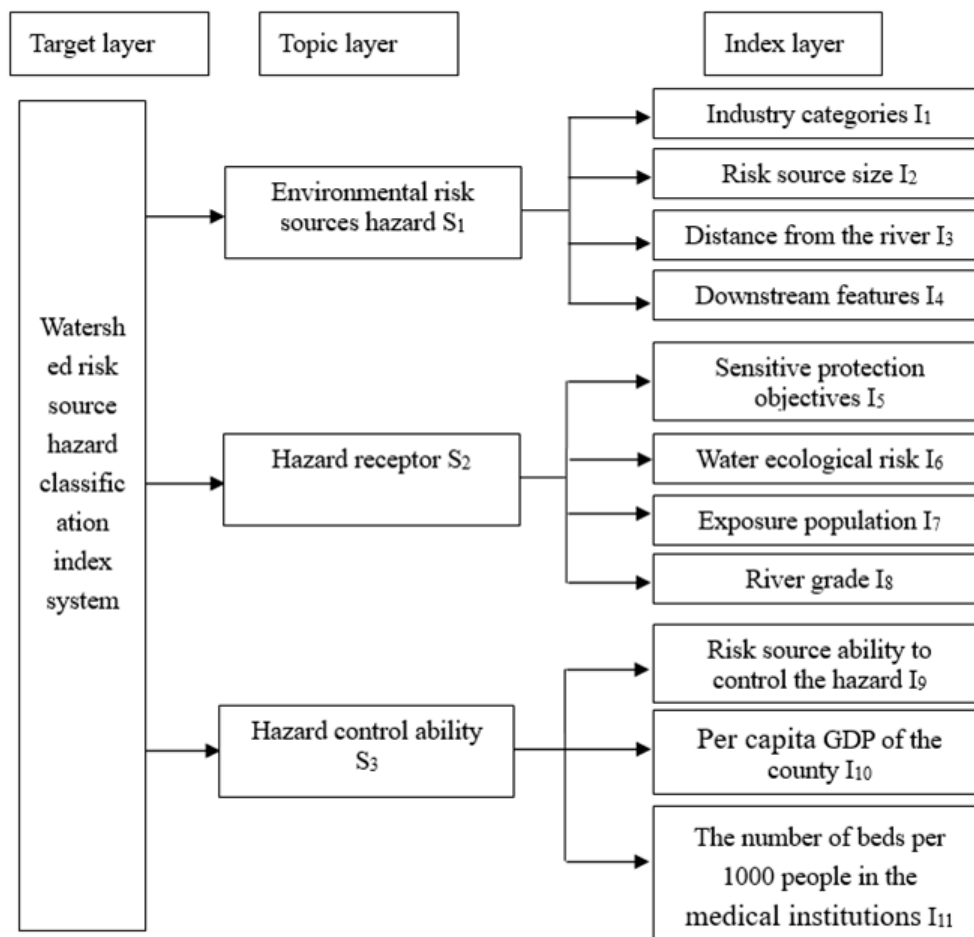 Target layer
Topic layer
Index layer
Watersh
ed risk
source
hazard
classific
ation
index
system
Environmental risk
sources hazard S1
Industry categories I1
Risk source size I2
Distance from the river I3
Downstream features I4
Hazard receptor S2
Sensitive protection
objectives I5
Water ecological risk I6
Exposure population I7
River grade I8
Hazard control ability
S3
Risk source ability to
control the hazard I9
Per capita GDP of the
county I10
The number of beds per
1000 people in the
medical institutions I11